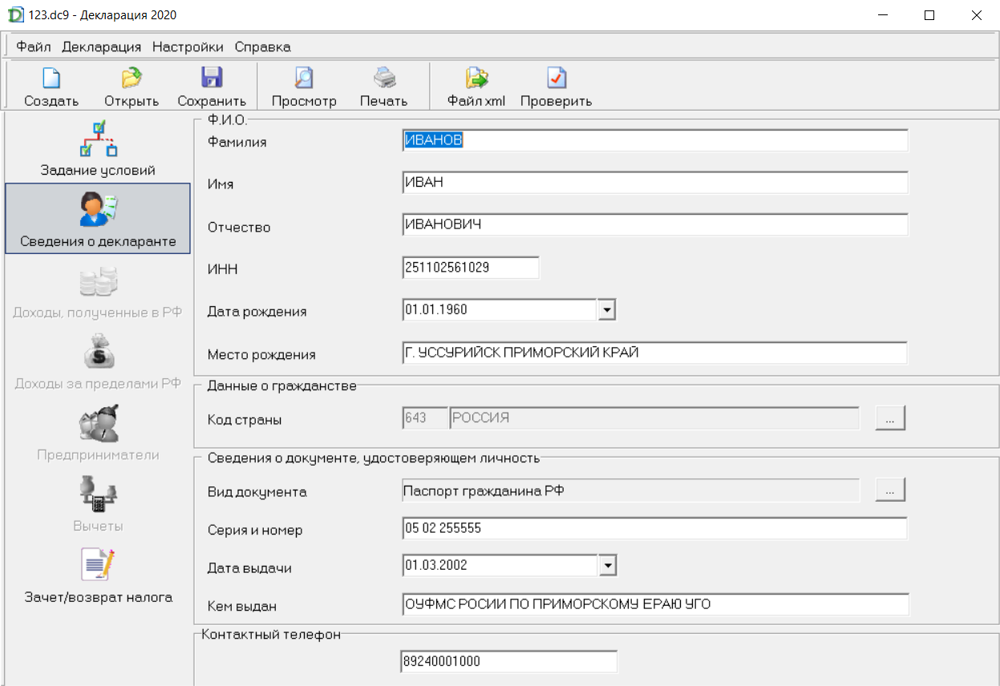 123.dc9 - Декларация 2020
Файл Декларация Настройки Справка
Создать Открыть Сохранить Просмотр Печать Файл xml Проверить
Задание условий
Сведения о декларанте
Доходы, полученные в РФ
Доходы за пределами РФ
Предприниматели
Вычеты
Зачет/возврат налога
Ф.И.О.
Фамилия ИВАНОВ
Имя ИВАН
Отчество ИВАНОВИЧ
ИНН 251102561029
Дата рождения 01.01.1960
Место рождения Г. УССУРИЙСК ПРИМОРСКИЙ КРАЙ
Данные о гражданстве
Код страны 643 РОССИЯ ...
Сведения о документе, удостоверяющем личность
Вид документа Паспорт гражданина РФ ...
Серия и номер 05 02 255555
Дата выдачи 01.03.2002
Кем выдан ОУФМС РОСИИ ПО ПРИМОРСКОМУ ЕРАЮ УГО
Контактный телефон
89240001000